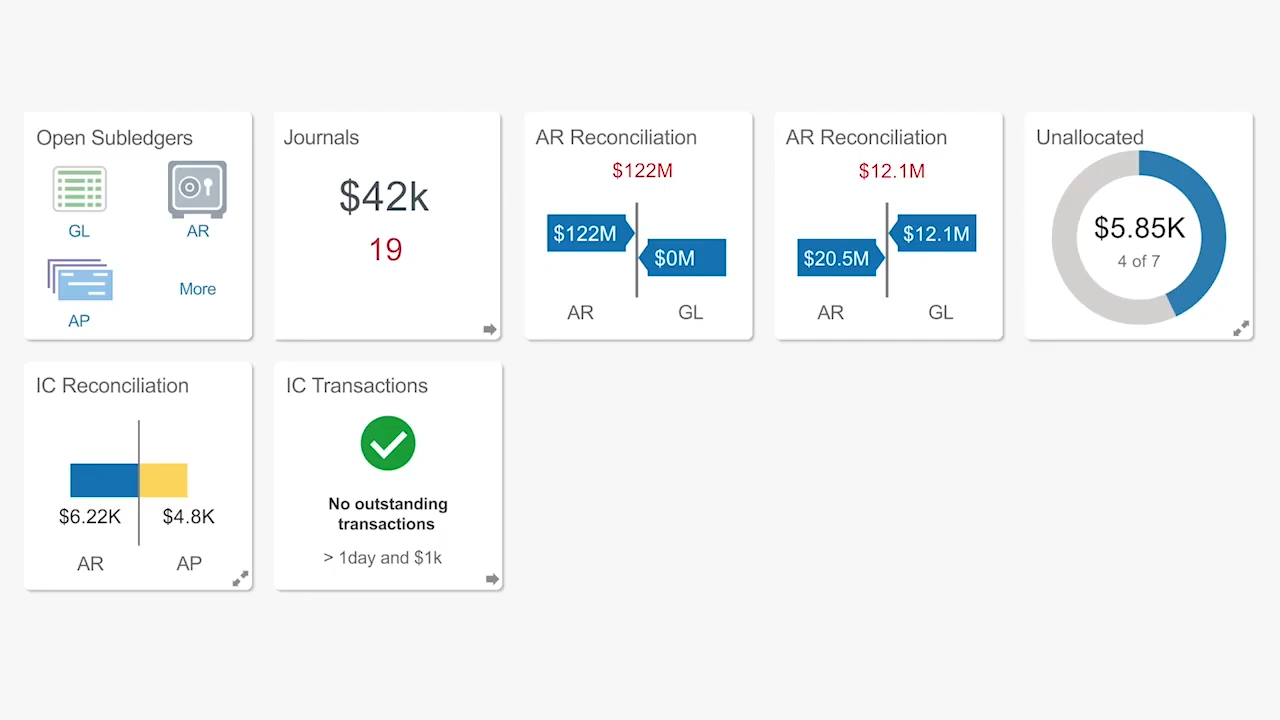 Open Subledgers
GL
AR
AP
More
Journals
$42k
19
AR Reconciliation
$122M
$122M
$0M
AR
GL
AR Reconciliation
$12.1M
$12.1M
$20.5M
AR
GL
Unallocated
$5.85K
4 of 7
IC Reconciliation
$6.22K
$4.8K
AR
AP
IC Transactions
No outstanding
transactions
> 1day and $1k